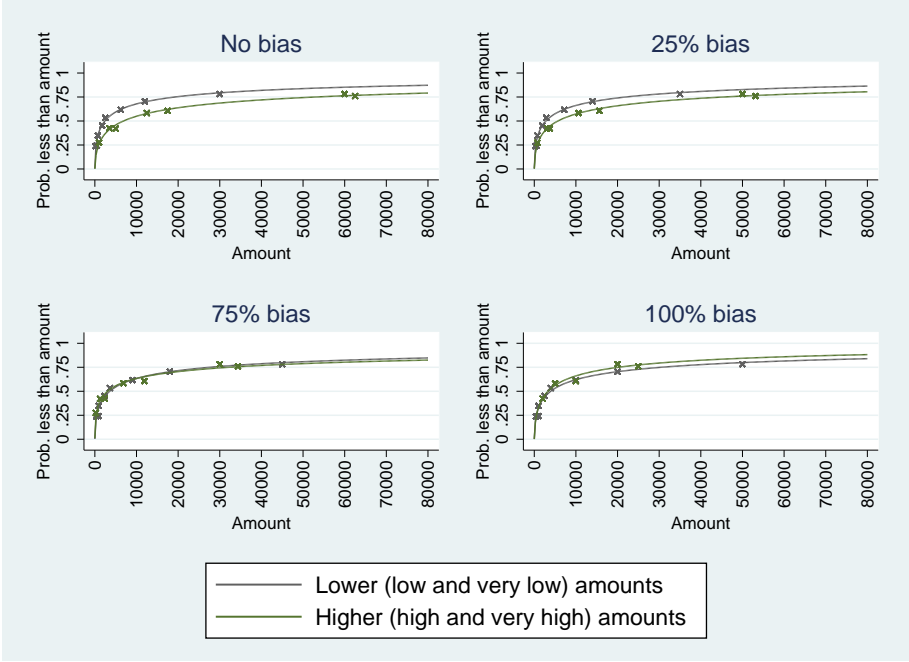 No bias
Prob. less than amount
0 .25 .5 .75 1
0 10000 20000 30000 40000 50000 60000 70000 80000
Amount
25% bias
Prob. less than amount
0 .25 .5 .75 1
0 10000 20000 30000 40000 50000 60000 70000 80000
Amount
75% bias
Prob. less than amount
0 .25 .5 .75 1
0 10000 20000 30000 40000 50000 60000 70000 80000
Amount
100% bias
Prob. less than amount
0 .25 .5 .75 1
0 10000 20000 30000 40000 50000 60000 70000 80000
Amount
Lower (low and very low) amounts
Higher (high and very high) amounts